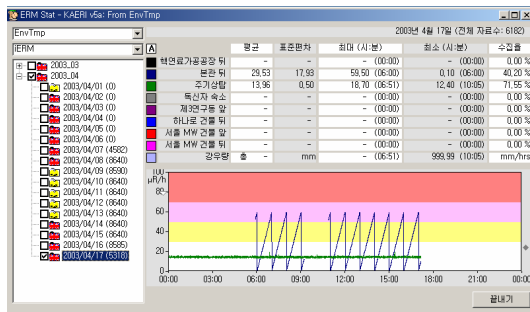 ERM Stat - KAERI v5a: From EnvTmp
EnvTmp 2003년 4월 17일 (전체 자료수: 6182)
iERM
A 평균 표준편차 최대 (시:분) 최소 (시:분) 수집율
핵연료가공공장 뒤 - - - (00:00) - (00:00) 0,00 %
본관 뒤 29,53 17,93 59,50 (06:00) 0,10 (06:00) 40,20 %
주기상탑 13,96 0,50 18,70 (06:51) 12,40 (10:05) 71,55 %
독신자 숙소 - - - (00:00) - (00:00) 0,00 %
제3연구동 앞 - - - (00:00) - (00:00) 0,00 %
하나로 건물 뒤 - - - (00:00) - (00:00) 0,00 %
서울 MW 건물 앞 - - - (00:00) - (00:00) 0,00 %
서울 MW 건물 뒤 - - - (00:00) - (00:00) 0,00 %
강우량 총 - mm - (06:51) 999,99 (10:05) mm/hrs
2003_03
2003_04
2003/04/01 (0)
2003/04/02 (0)
2003/04/03 (0)
2003/04/04 (0)
2003/04/05 (0)
2003/04/06 (0)
2003/04/07 (4582)
2003/04/08 (8640)
2003/04/09 (8590)
2003/04/10 (8640)
2003/04/11 (8640)
2003/04/12 (8640)
2003/04/13 (8640)
2003/04/14 (8640)
2003/04/15 (8640)
2003/04/16 (8585)
2003/04/17 (5318)
100
μR/h
80
60
40
20
0
00:00 03:00 06:00 09:00 12:00 15:00 18:00 21:00 00:00
끝내기